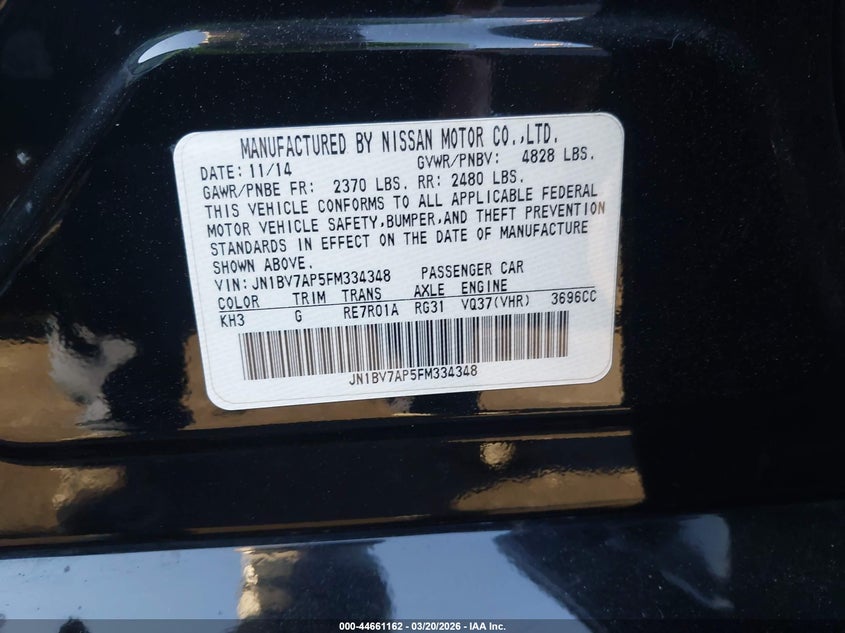 MANUFACTURED BY NISSAN MOTOR CO.,LTD.
DATE: 11/14 GVWR/PNBV: 4828 LBS.
GAWR/PNBE FR: 2370 LBS. RR: 2480 LBS.
THIS VEHICLE CONFORMS TO ALL APPLICABLE FEDERAL
MOTOR VEHICLE SAFETY,BUMPER,AND THEFT PREVENTION
STANDARDS IN EFFECT ON THE DATE OF MANUFACTURE
SHOWN ABOVE.
VIN:JN1BV7AP5FM334348 PASSENGER CAR
COLOR TRIM TRANS AXLE ENGINE
KH3 G RE7R01A RG31 VQ37(VHR) 3696CC
JN1BV7AP5FM334348
000-44661162 - 03/20/2026 - IAA Inc.